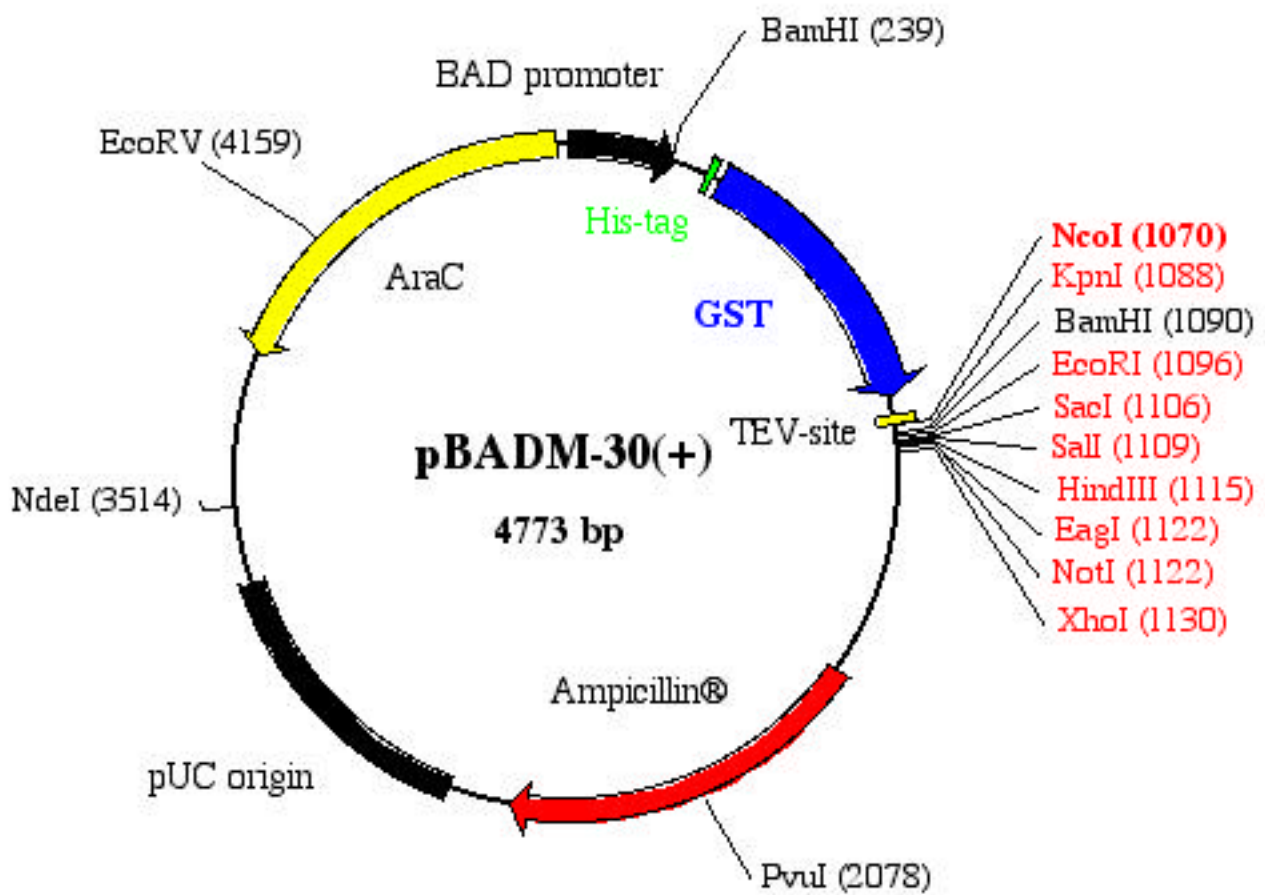 BamHI (239)
BAD promoter
EcoRV (4159)
His-tag
AraC
GST
NcoI (1070)
KpnI (1088)
BamHI (1090)
EcoRI (1096)
SacI (1106)
SalI (1109)
HindIII (1115)
EagI (1122)
NotI (1122)
XhoI (1130)
TEV-site
pBADM-30(+)
4773 bp
NdeI (3514)
Ampicillin®
pUC origin
PvuI (2078)